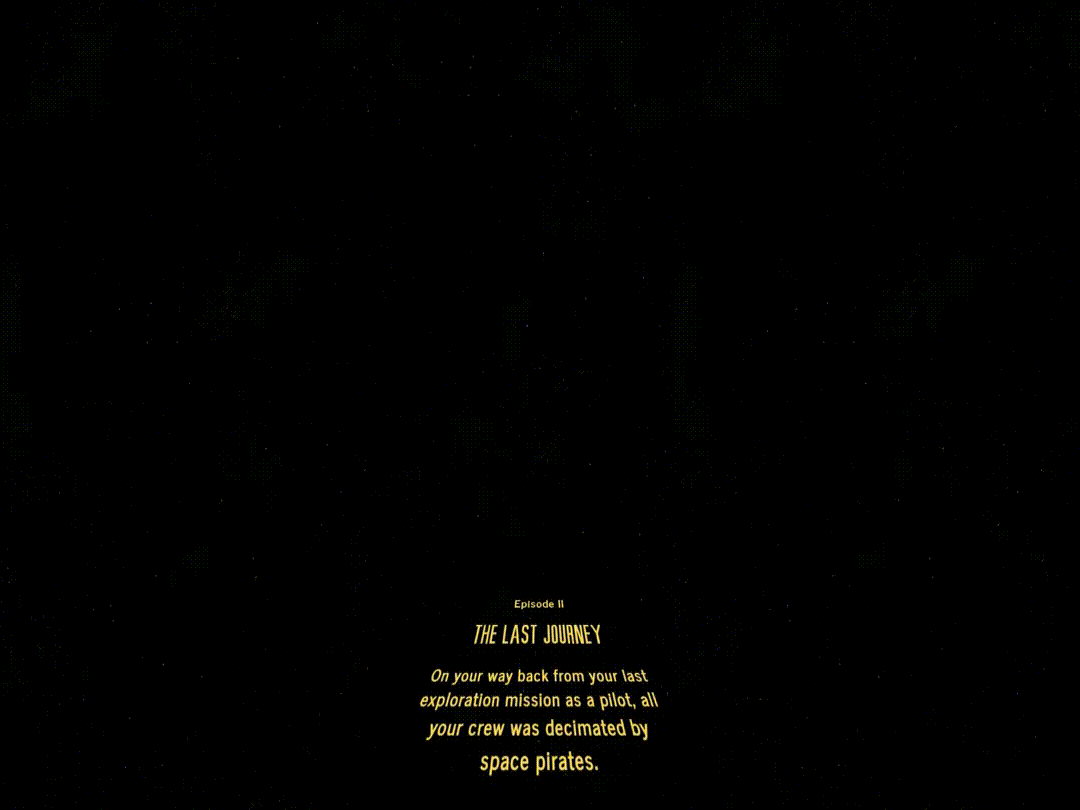 Episode II
THE LAST JOURNEY
On your way back from your last
exploration mission as a pilot, all
your crew was decimated by
space pirates.